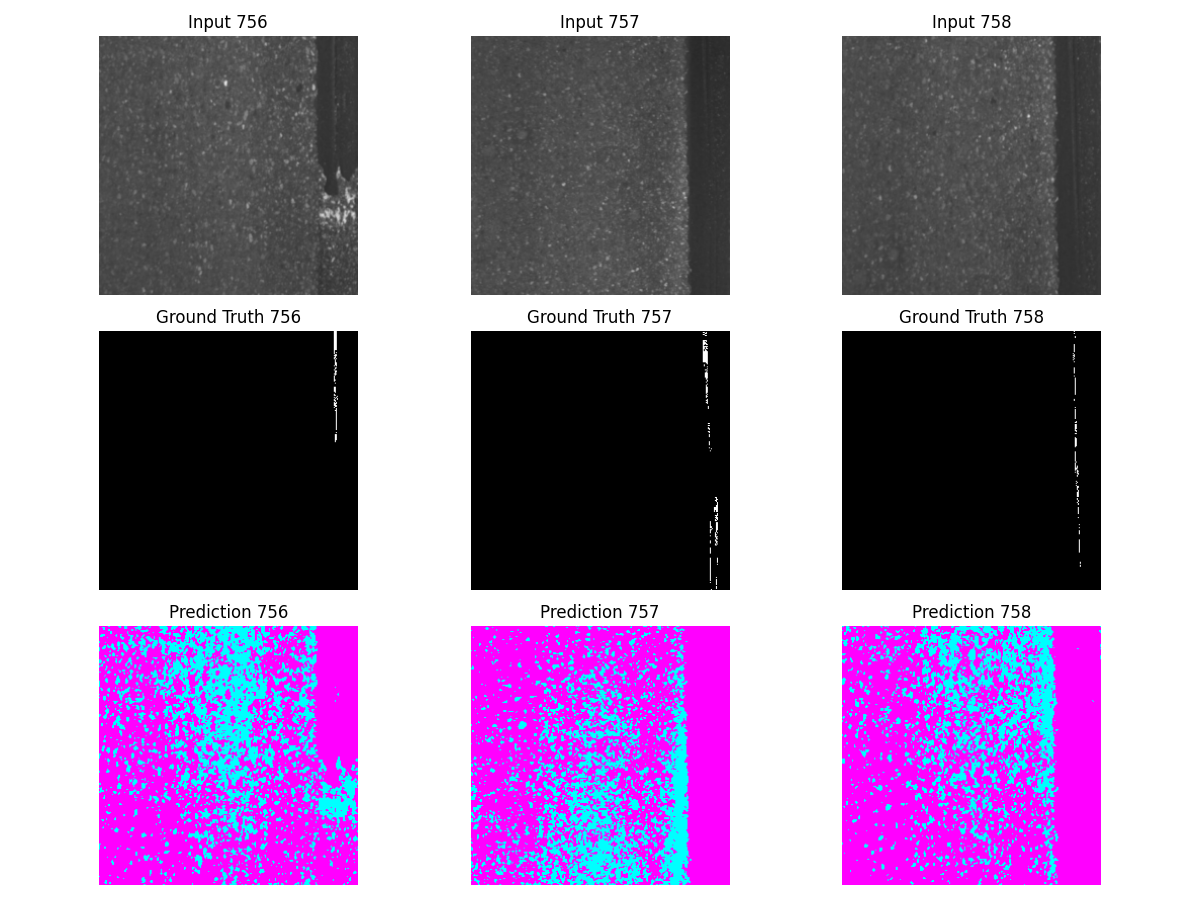 Input 756
Input 757
Input 758
Ground Truth 756
Ground Truth 757
Ground Truth 758
Prediction 756
Prediction 757
Prediction 758